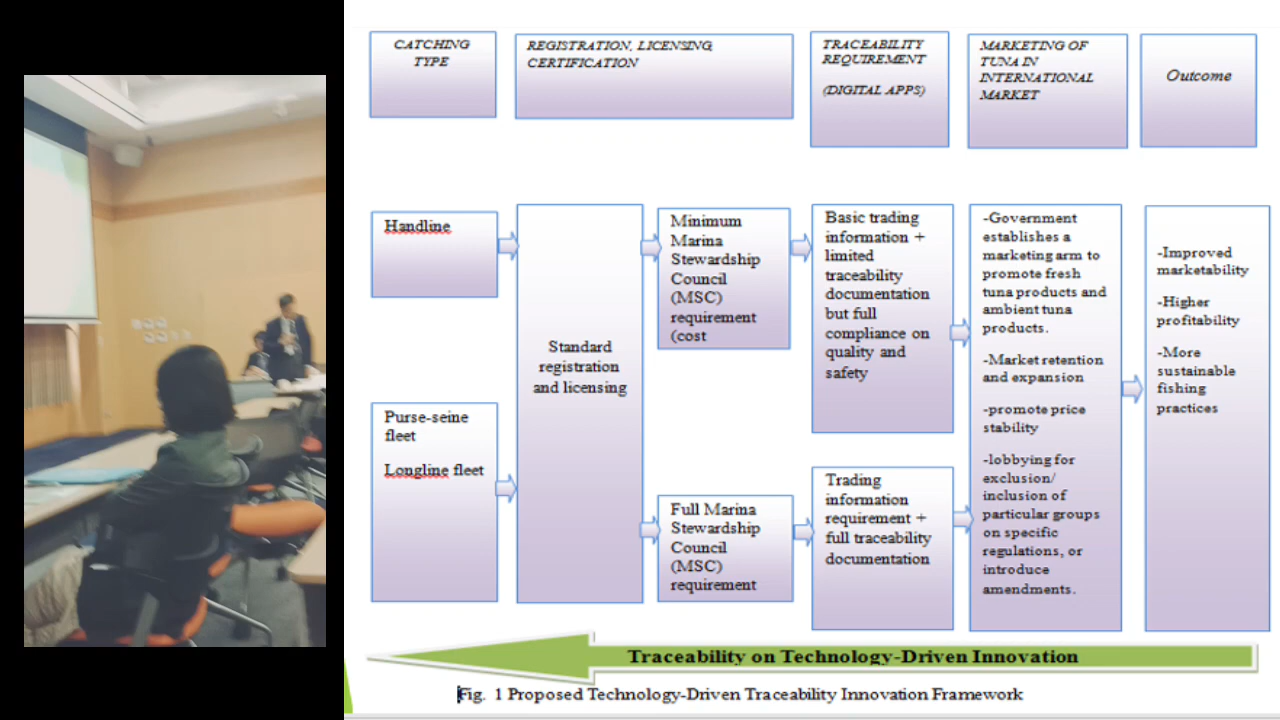 CATCHING
TYPE
REGISTRATION, LICENSING,
CERTIFICATION
TRACEABILITY
REQUIREMENT
(DIGITAL APPS)
MARKETING OF
TUNA IN
INTERNATIONAL
MARKET
Outcome
Handline
Purse-seine
fleet
Longline fleet
Standard
registration
and licensing
Minimum
Marina
Stewardship
Council
(MSC)
requirement
(cost
Full Marina
Stewardship
Council
(MSC)
requirement
Basic trading
information +
limited
traceability
documentation
but full
compliance on
quality and
safety
Trading
information
requirement +
full traceability
documentation
-Government
establishes a
marketing arm to
promote fresh
tuna products and
ambient tuna
products.
-Market retention
and expansion
-promote price
stability
-lobbying for
exclusion/
inclusion of
particular groups
on specific
regulations, or
introduce
amendments.
-Improved
marketability
-Higher
profitability
-More
sustainable
fishing
practices
Traceability on Technology-Driven Innovation
Fig. 1 Proposed Technology-Driven Traceability Innovation Framework